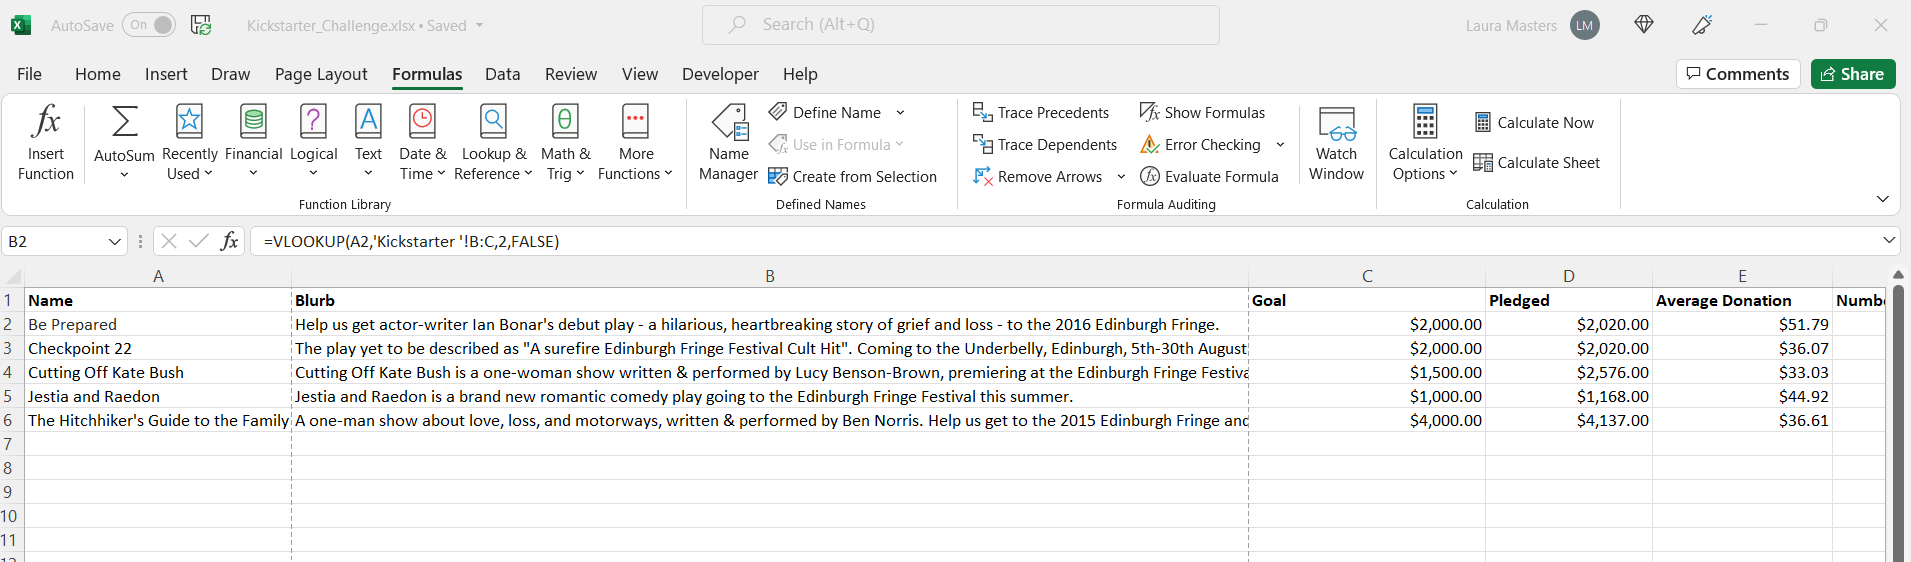 AutoSave On Kickstarter_Challenge.xlsx • Saved Search (Alt+Q) Laura Masters LM
File Home Insert Draw Page Layout Formulas Data Review View Developer Help Comments Share
Insert Function
AutoSum
Recently Used
Financial
Logical
Text
Date & Time
Lookup & Reference
Math & Trig
More Functions
Function Library
Name Manager
Define Name
Use in Formula
Create from Selection
Defined Names
Trace Precedents
Trace Dependents
Remove Arrows
Show Formulas
Error Checking
Evaluate Formula
Formula Auditing
Watch Window
Calculation Options
Calculate Now
Calculate Sheet
Calculation
B2 fx =VLOOKUP(A2,'Kickstarter '!B:C,2,FALSE)
A B C D E
1 Name Blurb Goal Pledged Average Donation Numb
2 Be Prepared Help us get actor-writer Ian Bonar's debut play - a hilarious, heartbreaking story of grief and loss - to the 2016 Edinburgh Fringe. $2,000.00 $2,020.00 $51.79
3 Checkpoint 22 The play yet to be described as "A surefire Edinburgh Fringe Festival Cult Hit". Coming to the Underbelly, Edinburgh, 5th-30th August $2,000.00 $2,020.00 $36.07
4 Cutting Off Kate Bush Cutting Off Kate Bush is a one-woman show written & performed by Lucy Benson-Brown, premiering at the Edinburgh Fringe Festiva $1,500.00 $2,576.00 $33.03
5 Jestia and Raedon Jestia and Raedon is a brand new romantic comedy play going to the Edinburgh Fringe Festival this summer. $1,000.00 $1,168.00 $44.92
6 The Hitchhiker's Guide to the Family A one-man show about love, loss, and motorways, written & performed by Ben Norris. Help us get to the 2015 Edinburgh Fringe and $4,000.00 $4,137.00 $36.61
7
8
9
10
11